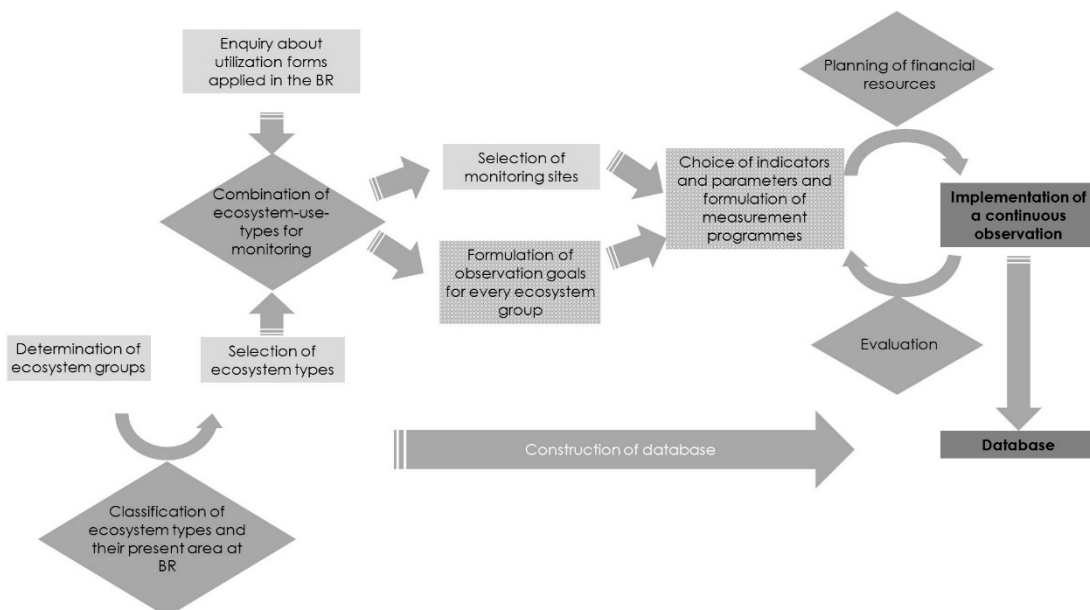 Enquiry about
utilization forms
applied in the BR
Planning of financial
resources
Combination of
ecosystem-use-
types for
monitoring
Selection of
monitoring sites
Choice of indicators
and parameters and
formulation of
measurement
programmes
Implementation of
a continuous
observation
Formulation of
observation goals
for every ecosystem
group
Determination of
ecosystem groups
Selection of
ecosystem types
Evaluation
Construction of database
Database
Classification of
ecosystem types and
their present area at
BR